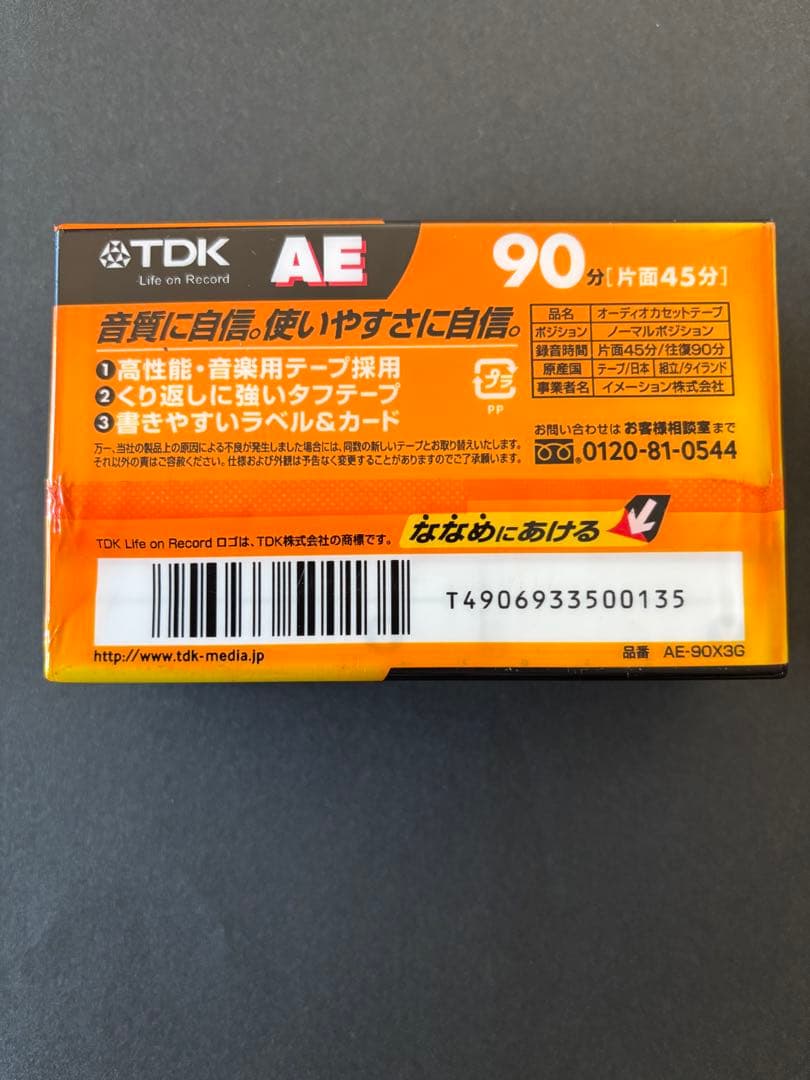 TDK
Life on Record
AE
90分[片面45分]
音質に自信。使いやすさに自信。
1 高性能・音楽用テープ採用
2 くり返しに強いタフテープ
3 書きやすいラベル&カード
プラ
PP
品名 オーディオカセットテープ
ポジション ノーマルポジション
録音時間 片面45分/往復90分
原産国 テープ/日本 組立/タイランド
事業者名 イメーション株式会社
お問い合わせは お客様相談室まで
0120-81-0544
万一、当社の製品上の原因による不良が発生しました場合には、同数の新しいテープとお取り替えいたします。
それ以外の責はご容赦ください。仕様および外観は予告なく変更することがありますのでご了承願います。
TDK Life on Record ロゴは、TDK株式会社の商標です。
ななめにあける
T4906933500135
http://www.tdk-media.jp
品番 AE-90X3G